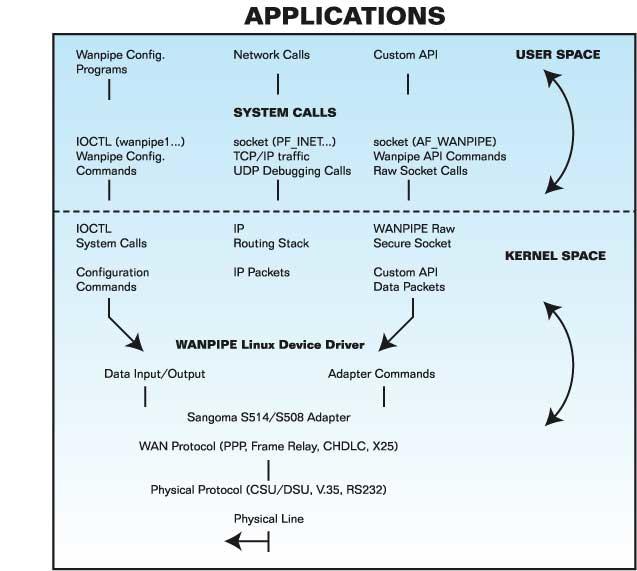 APPLICATIONS
Wanpipe Config.
Programs
Network Calls
Custom API
USER SPACE
SYSTEM CALLS
IOCTL (wanpipe1...)
Wanpipe Config.
Commands
socket (PF_INET...)
TCP/IP traffic
UDP Debugging Calls
socket (AF_WANPIPE)
Wanpipe API Commands
Raw Socket Calls
IOCTL
System Calls
IP
Routing Stack
WANPIPE Raw
Secure Socket
KERNEL SPACE
Configuration
Commands
IP Packets
Custom API
Data Packets
WANPIPE Linux Device Driver
Data Input/Output
Adapter Commands
Sangoma S514/S508 Adapter
WAN Protocol (PPP, Frame Relay, CHDLC, X25)
Physical Protocol (CSU/DSU, V.35, RS232)
Physical Line